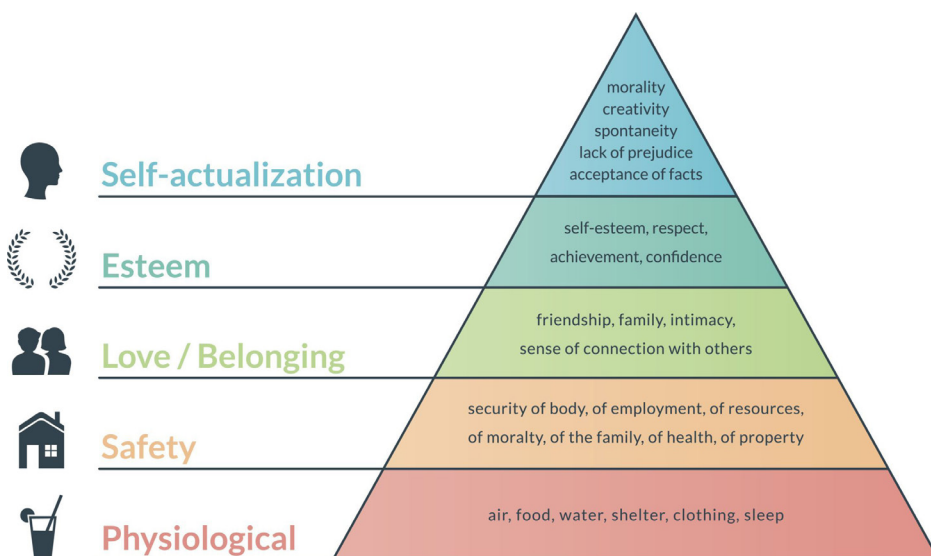 morality
creativity
spontaneity
lack of prejudice
acceptance of facts
Self-actualization
self-esteem, respect,
achievement, confidence
Esteem
friendship, family, intimacy,
sense of connection with others
Love / Belonging
security of body, of employment, of resources,
of moralty, of the family, of health, of property
Safety
air, food, water, shelter, clothing, sleep
Physiological